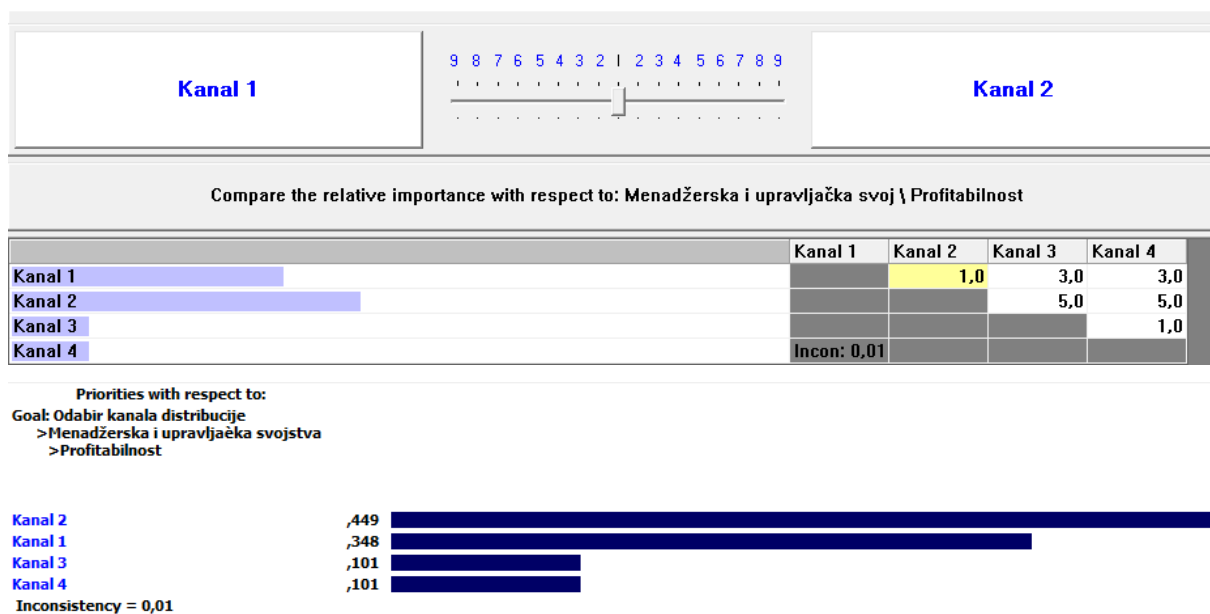 Kanal 1
9 8 7 6 5 4 3 2 | 2 3 4 5 6 7 8 9
Kanal 2
Compare the relative importance with respect to: Menadžerska i upravljačka svoj \ Profitabilnost
Kanal 1 Kanal 2 Kanal 3 Kanal 4
Kanal 1 1,0 3,0 3,0
Kanal 2 5,0 5,0
Kanal 3 1,0
Kanal 4 Incon: 0,01
Priorities with respect to:
Goal: Odabir kanala distribucije
>Menadžerska i upravljaèka svojstva
>Profitabilnost
Kanal 2 ,449
Kanal 1 ,348
Kanal 3 ,101
Kanal 4 ,101
Inconsistency = 0,01